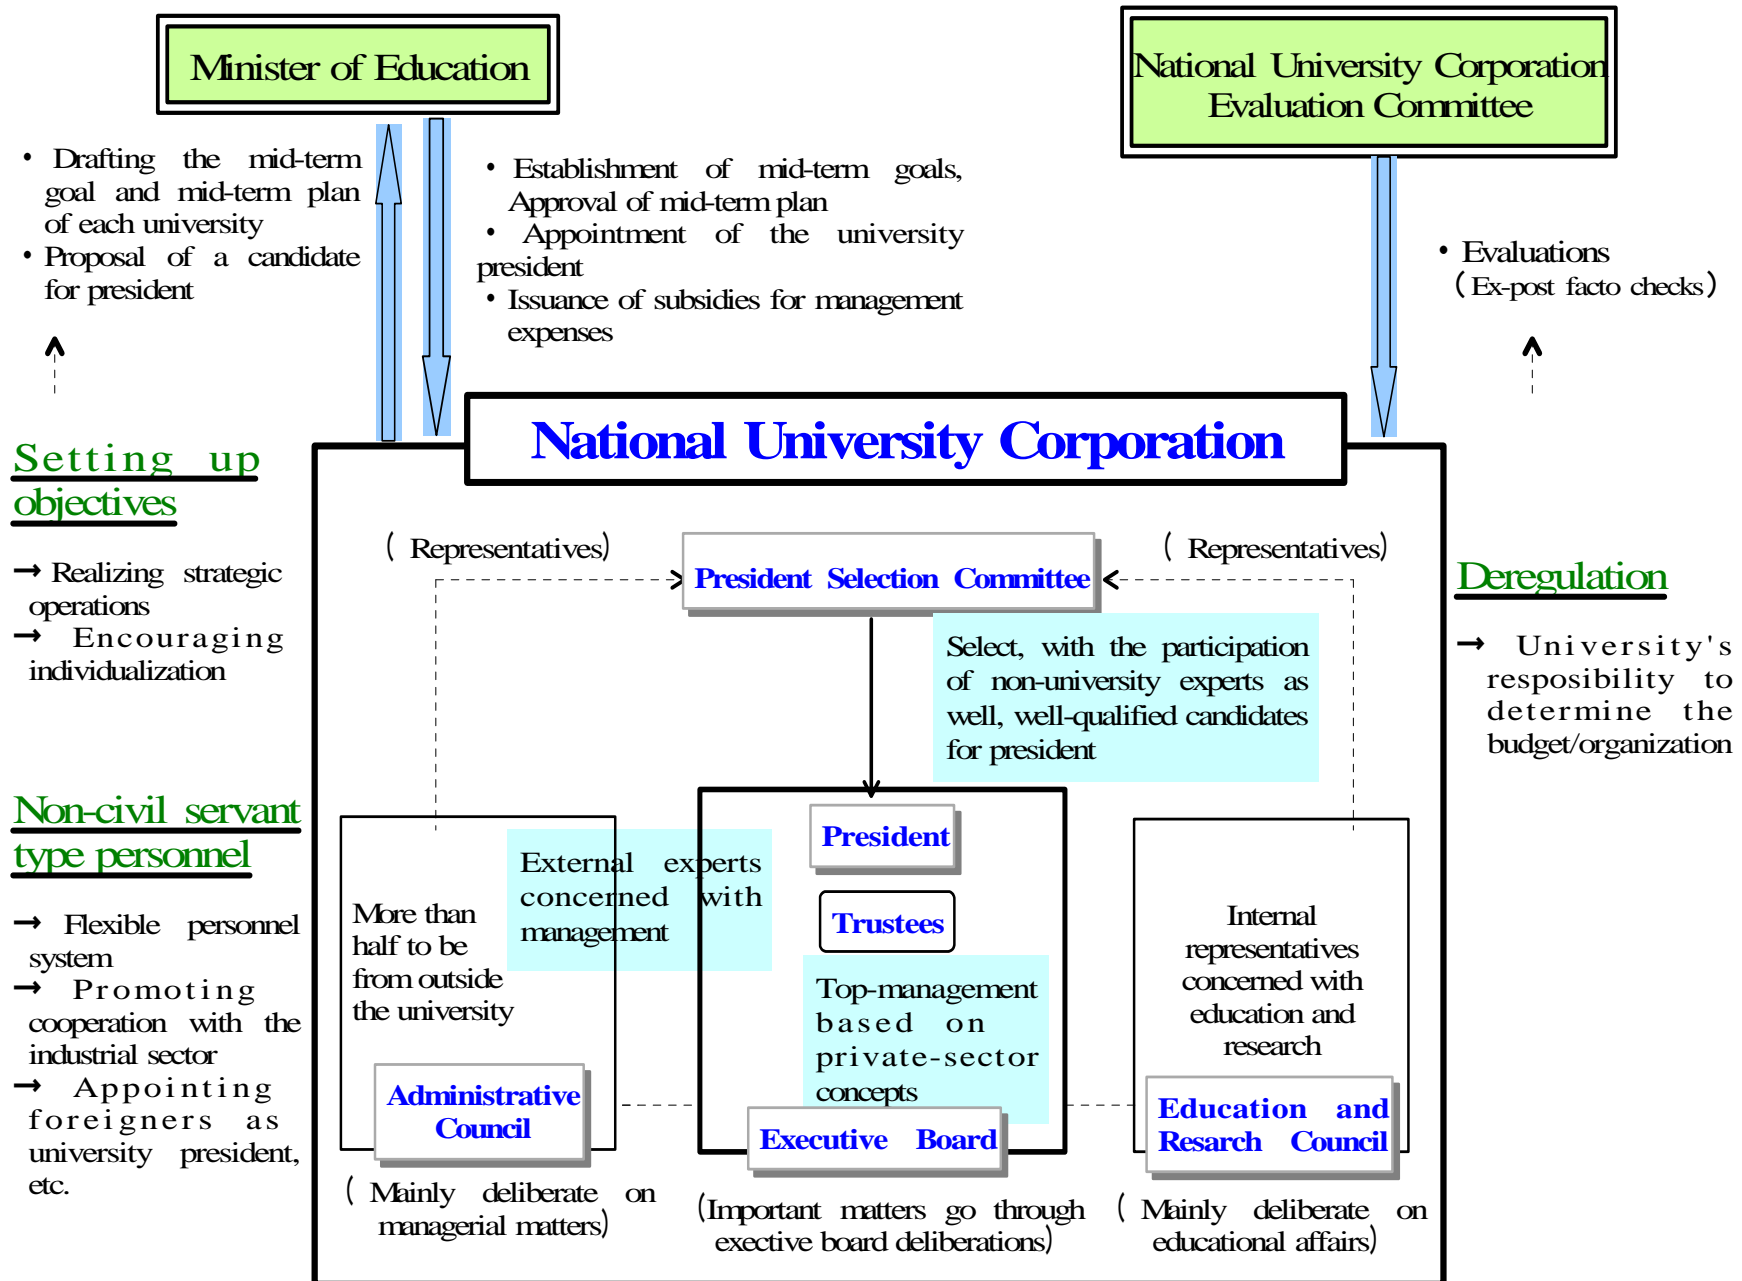 Minister of Education
National University Corporation
Evaluation Committee
• Drafting the mid-term
goal and mid-term plan
of each university
• Proposal of a candidate
for president
• Establishment of mid-term goals,
Approval of mid-term plan
• Appointment of the university
president
• Issuance of subsidies for management
expenses
• Evaluations
(Ex-post facto checks)
National University Corporation
Setting up
objectives
→ Realizing strategic
operations
→ Encouraging
individualization
Non-civil servant
type personnel
→ Flexible personnel
system
→ Promoting
cooperation with the
industrial sector
→ Appointing
foreigners as
university president,
etc.
( Representatives)
President Selection Committee
( Representatives)
Select, with the participation
of non-university experts as
well, well-qualified candidates
for president
Deregulation
→ University's
resposibility to
determine the
budget/organization
More than
half to be
from outside
the university
External experts
concerned with
management
Administrative
Council
( Mainly deliberate on
managerial matters)
President
Trustees
Top-management
based on
private-sector
concepts
Executive Board
(Important matters go through
exective board deliberations)
Internal
representatives
concerned with
education and
research
Education and
Resarch Council
( Mainly deliberate on
educational affairs)